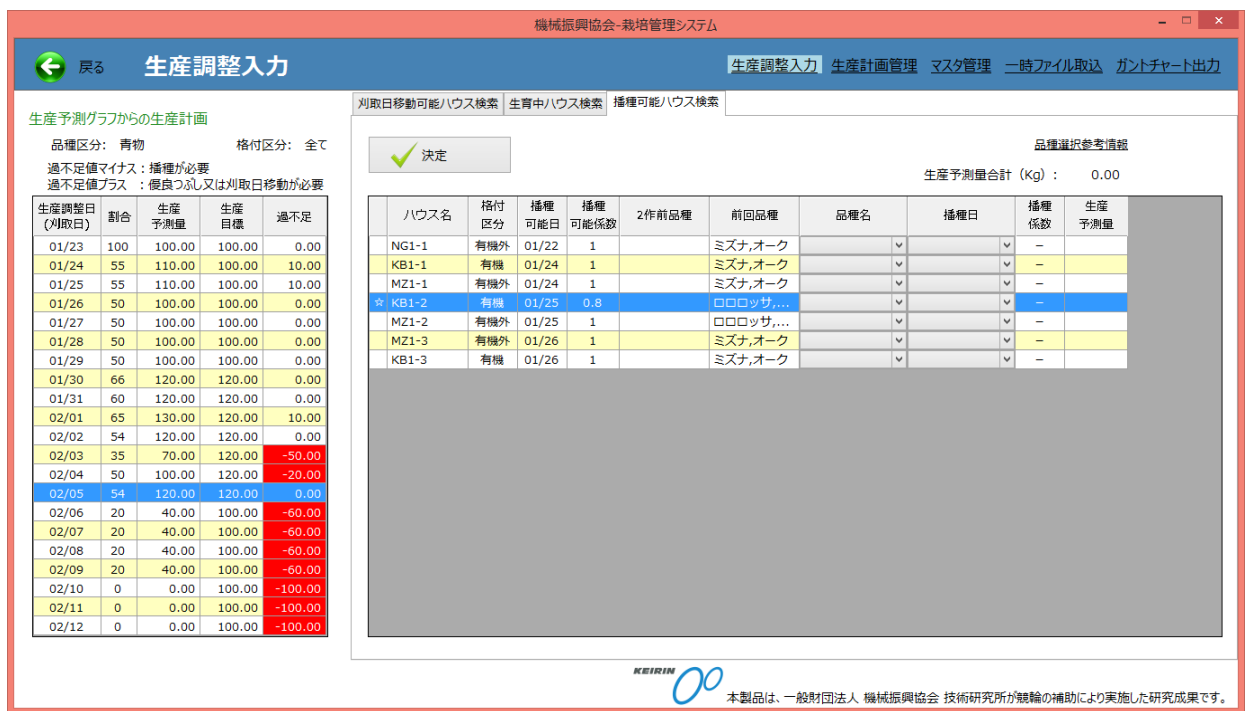 機械振興協会-栽培管理システム
戻る 生産調整入力 生産調整入力 生産計画管理 マスタ管理 一時ファイル取込 ガントチャート出力
生産予測グラフからの生産計画
品種区分: 青物 格付区分: 全て
過不足値マイナス:播種が必要
過不足値プラス :優良つぶし又は刈取日移動が必要
生産調整日(刈取日) 割合 生産予測量 生産目標 過不足
01/23 100 100.00 100.00 0.00
01/24 55 110.00 100.00 10.00
01/25 55 110.00 100.00 10.00
01/26 50 100.00 100.00 0.00
01/27 50 100.00 100.00 0.00
01/28 50 100.00 100.00 0.00
01/29 50 100.00 100.00 0.00
01/30 66 120.00 120.00 0.00
01/31 60 120.00 120.00 0.00
02/01 65 130.00 120.00 10.00
02/02 54 120.00 120.00 0.00
02/03 35 70.00 120.00 -50.00
02/04 50 100.00 120.00 -20.00
02/05 54 120.00 120.00 0.00
02/06 20 40.00 100.00 -60.00
02/07 20 40.00 100.00 -60.00
02/08 20 40.00 100.00 -60.00
02/09 20 40.00 100.00 -60.00
02/10 0 0.00 100.00 -100.00
02/11 0 0.00 100.00 -100.00
02/12 0 0.00 100.00 -100.00
刈取日移動可能ハウス検索 生育中ハウス検索 播種可能ハウス検索
決定
品種選択参考情報
生産予測量合計(Kg): 0.00
ハウス名 格付区分 播種可能日 播種可能係数 2作前品種 前回品種 品種名 播種日 播種係数 生産予測量
NG1-1 有機外 01/22 1 ミズナ,オーク −
KB1-1 有機 01/24 1 ミズナ,オーク −
MZ1-1 有機外 01/24 1 ミズナ,オーク −
☆ KB1-2 有機 01/25 0.8 ロロロッサ,... −
MZ1-2 有機外 01/25 1 ロロロッサ,... −
MZ1-3 有機外 01/26 1 ミズナ,オーク −
KB1-3 有機 01/26 1 ミズナ,オーク −
KEIRIN
本製品は、一般財団法人 機械振興協会 技術研究所が競輪の補助により実施した研究成果です。